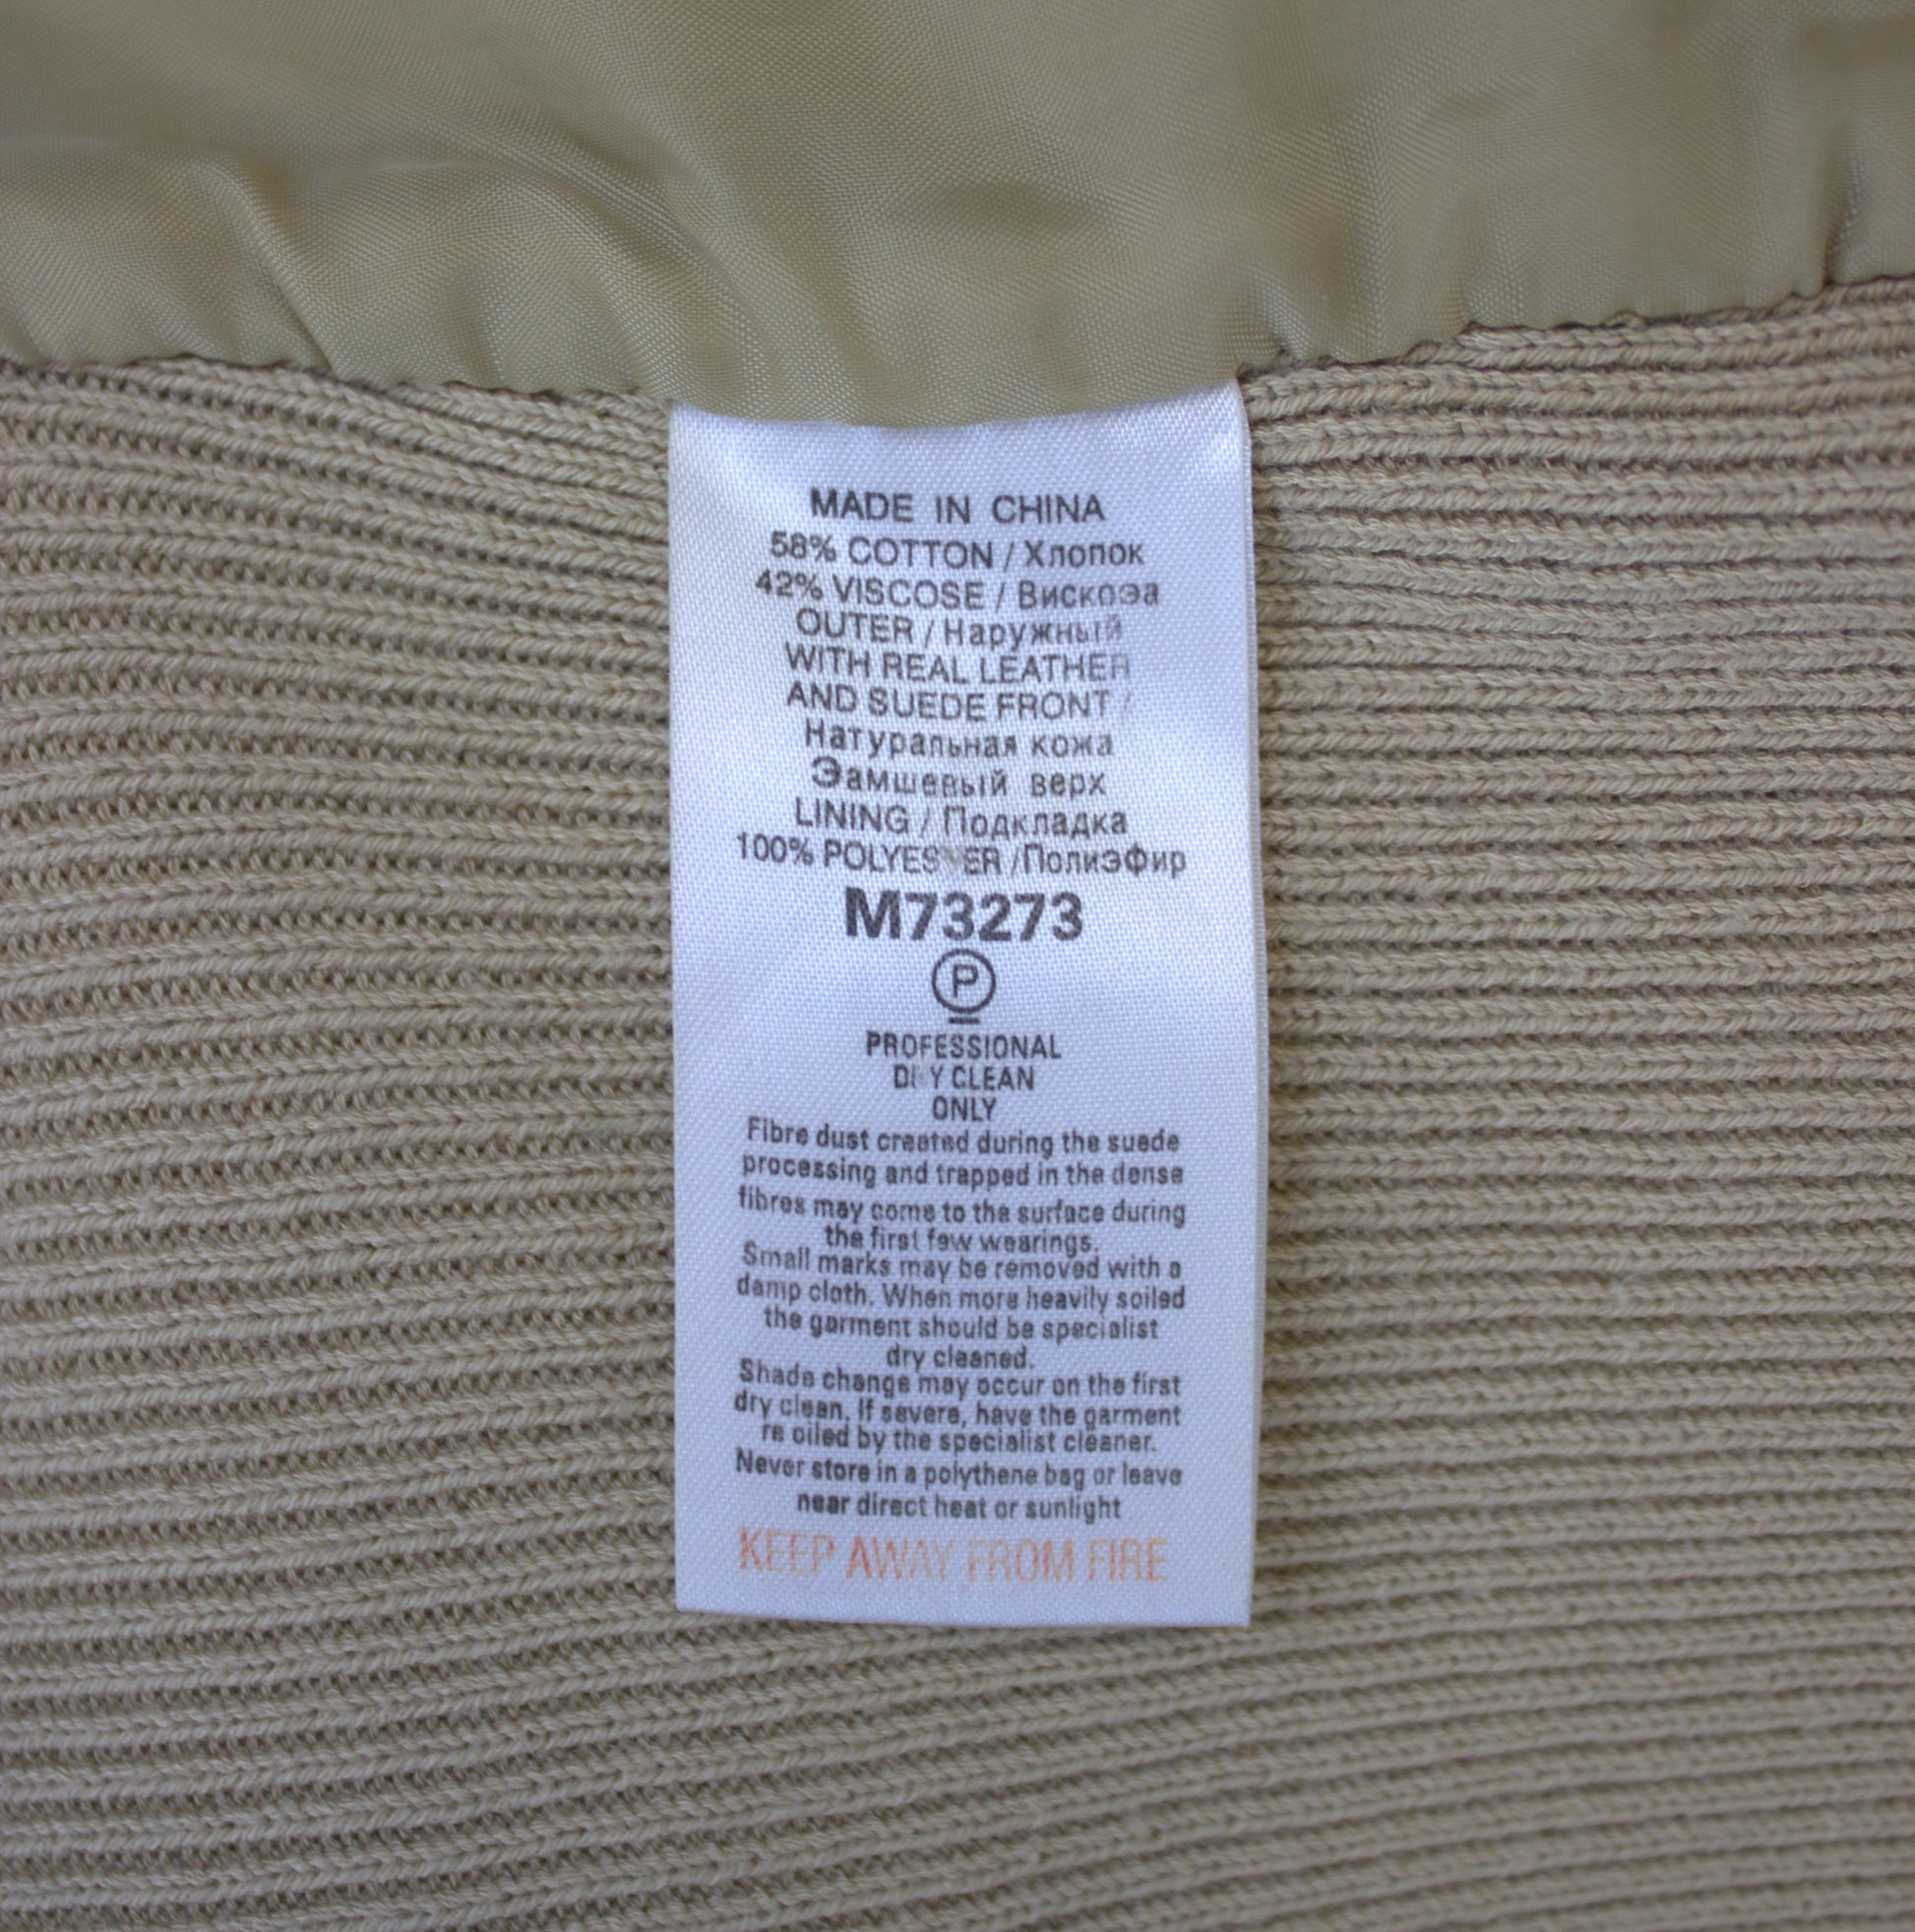 MADE IN CHINA
58% COTTON / Хлопок
42% VISCOSE / Вискоэа
OUTER / Наружный
WITH REAL LEATHER
AND SUEDE FRONT /
Натуральная кожа
Эамшевый верх
LINING / Подкладка
100% POLYESTER /Полиэфир
M73273
P
PROFESSIONAL
DRY CLEAN
ONLY
Fibre dust created during the suede
processing and trapped in the dense
fibres may come to the surface during
the first few wearings.
Small marks may be removed with a
damp cloth. When more heavily soiled
the garment should be specialist
dry cleaned.
Shade change may occur on the first
dry clean. If severe, have the garment
re oiled by the specialist cleaner.
Never store in a polythene bag or leave
near direct heat or sunlight
KEEP AWAY FROM FIRE